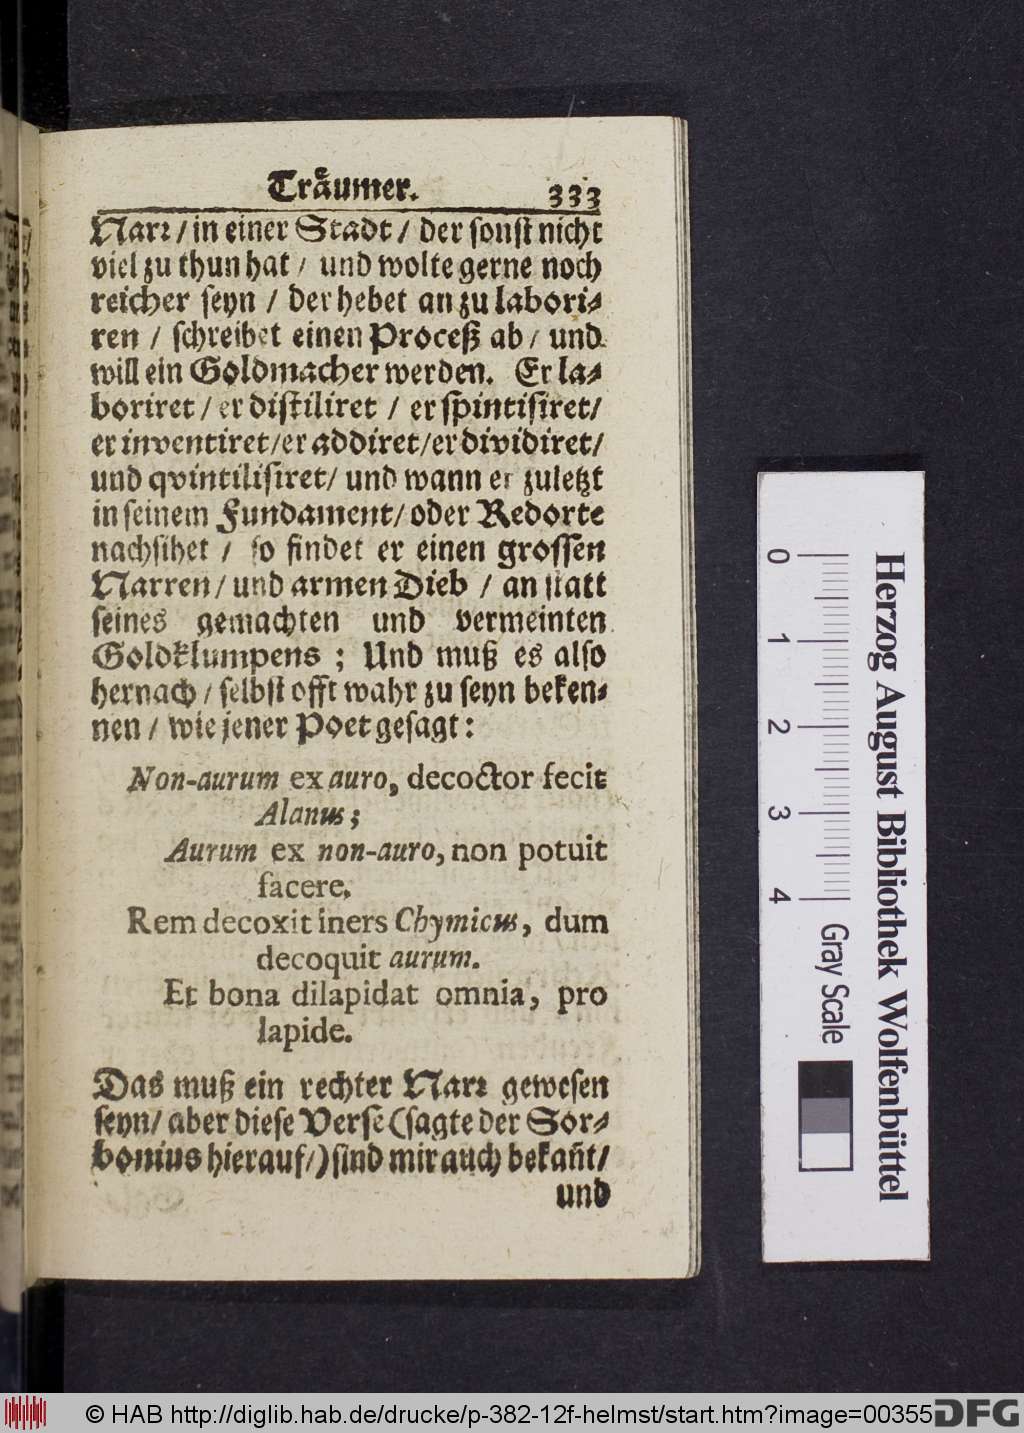 Traͤumer. 333
Narꝛ / in einer Stadt / der ſonſt nicht
viel zu thun hat / und wolte gerne noch
reicher ſeyn / der hebet an zu labori⸗
ren / ſchreibet einen Proceß ab / und
will ein Goldmacher werden. Er la⸗
boriret / er diſtiliret / er ſpintiſiret /
er inventiret / er addiret / er dividiret /
und qvintiliſiret / und wann er zuletzt
in ſeinem Fundament / oder Redorte
nachſihet / ſo findet er einen groſſen
Narren / und armen Dieb / an ſtatt
ſeines gemachten und vermeinten
Goldklumpens ; Und muß es alſo
hernach / ſelbſt offt wahr zu ſeyn beken⸗
nen / wie jener Poet geſagt :
Non-aurum ex auro, decoctor fecit
Alanus ;
Aurum ex non-auro, non potuit
facere.
Rem decoxit iners Chymicus, dum
decoquit aurum.
Et bona dilapidat omnia, pro
lapide.
Das muß ein rechter Narꝛ geweſen
ſeyn / aber dieſe Verſe (ſagte der Sor⸗
bonius hierauf /) ſind mir auch bekañt /
und
Herzog August Bibliothek Wolfenbüttel
0 1 2 3 4 Gray Scale
© HAB http://diglib.hab.de/drucke/p-382-12f-helmst/start.htm?image=00355
DFG